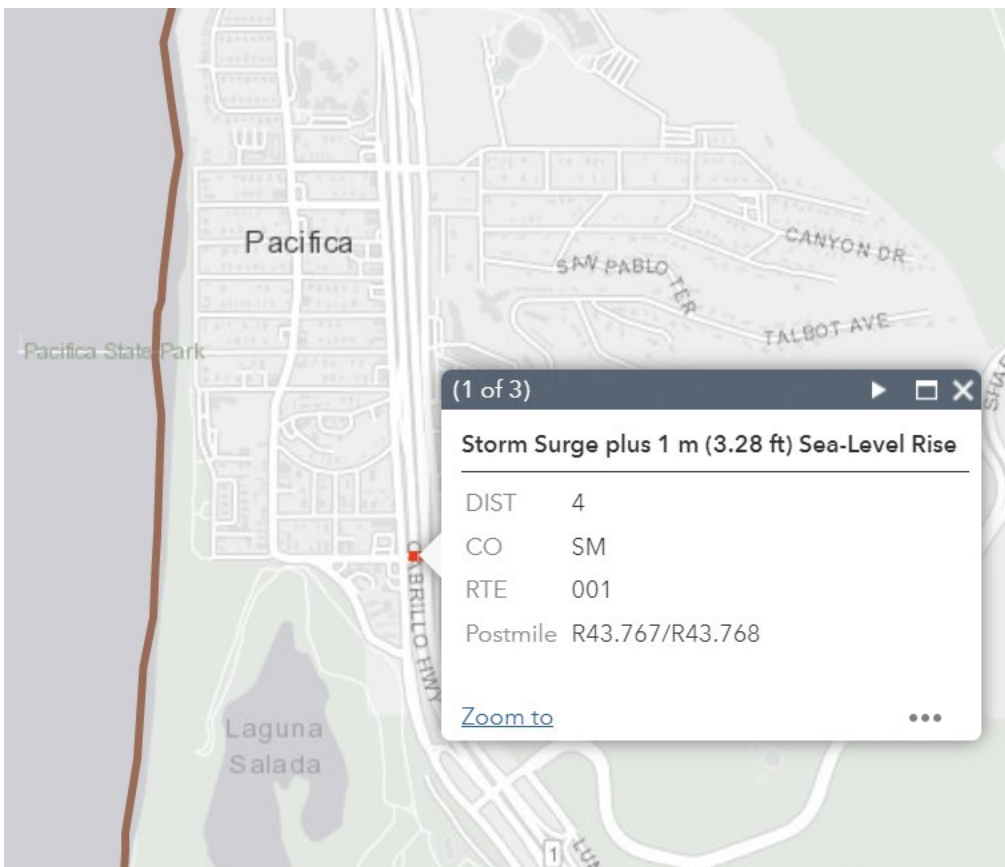 Pacifica
CANYON DR
SAN PABLO TER
TALBOT AVE
Pacifica State Park
(1 of 3)
Storm Surge plus 1 m (3.28 ft) Sea-Level Rise
DIST 4
CO SM
RTE 001
Postmile R43.767/R43.768
Zoom to
CABRILLO HWY
Laguna
Salada
1